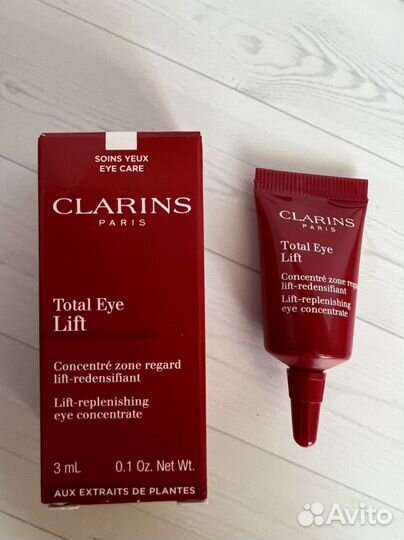 SOINS YEUX
EYE CARE
CLARINS
PARIS
Total Eye
Lift
Concentré zone regard
lift-redensifiant
Lift-replenishing
eye concentrate
3 mL 0.1 Oz. Net Wt.
AUX EXTRAITS DE PLANTES
CLARINS
PARIS
Total Eye
Lift
Concentré zone regard
lift-redensifiant
Lift-replenishing
eye concentrate
Avito